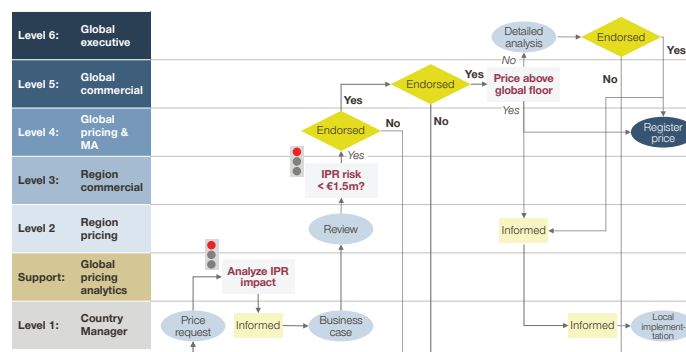 Level 6:
Global
executive
Detailed
analysis
Endorsed
Yes
No
Level 5:
Global
commercial
Endorsed
Yes
Price above
global floor
No
Yes
Level 4:
Global
pricing &
MA
Yes
Endorsed
No
No
Register
price
Yes
Level 3:
Region
commercial
IPR risk
< €1.5m?
Level 2
Region
pricing
Review
Informed
Support:
Global
pricing
analytics
Analyze IPR
impact
Level 1:
Country
Manager
Price
request
Informed
Business
case
Informed
Local
implement-
tation